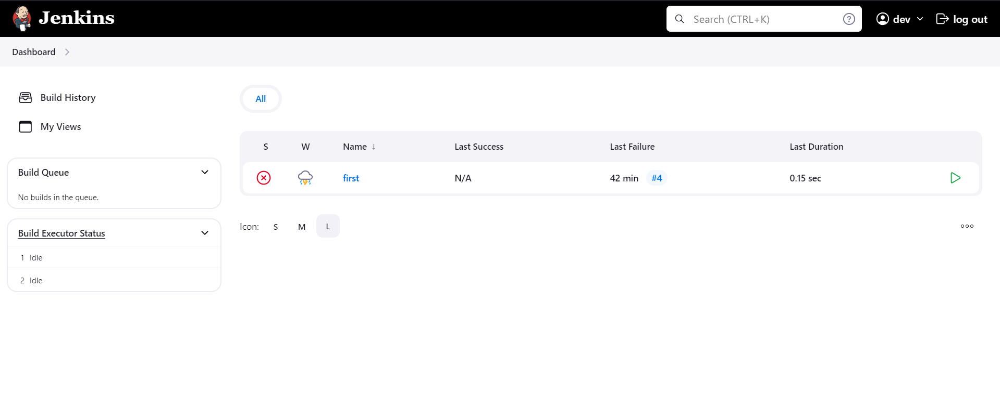 Jenkins
Search (CTRL+K)
?
dev
log out
Dashboard
Build History
My Views
Build Queue
No builds in the queue.
Build Executor Status
1 Idle
2 Idle
All
S W Name ↓ Last Success Last Failure Last Duration
first N/A 42 min #4 0.15 sec
Icon: S M L